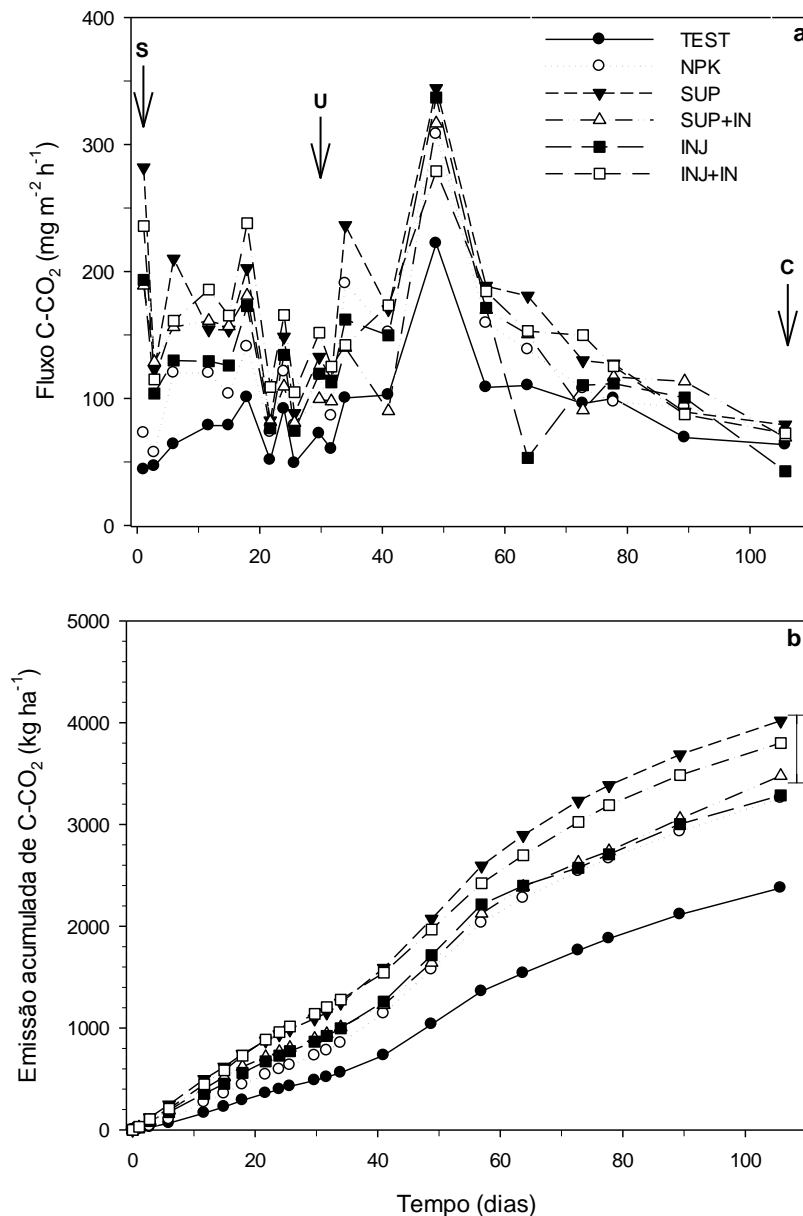 a
S
U
C
TEST
NPK
SUP
SUP+IN
INJ
INJ+IN
Fluxo C-CO₂ (mg m⁻² h⁻¹)
400
300
200
100
0
0 20 40 60 80 100
b
Emissão acumulada de C-CO₂ (kg ha⁻¹)
5000
4000
3000
2000
1000
0
0 20 40 60 80 100
Tempo (dias)